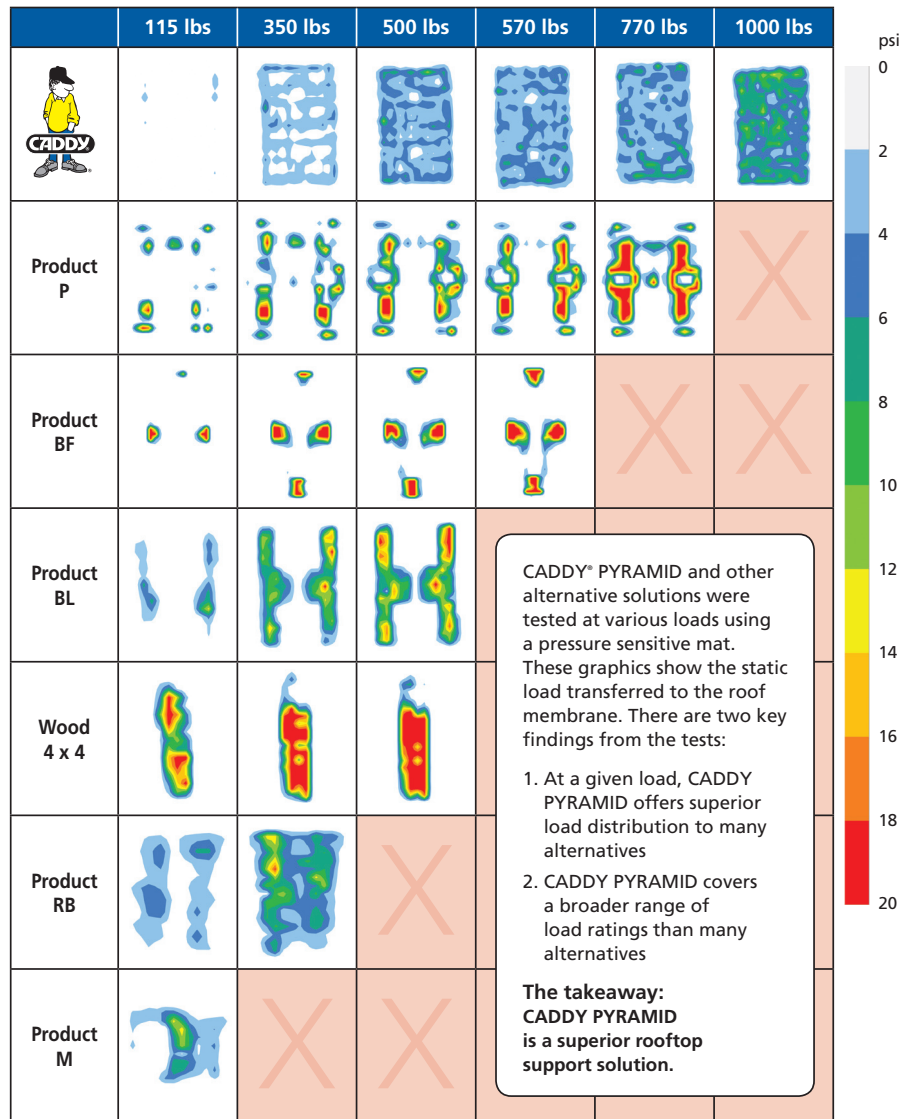 115 lbs 350 lbs 500 lbs 570 lbs 770 lbs 1000 lbs
psi
0
2
4
6
8
10
12
14
16
18
20
CADDY®
Product
P
Product
BF
Product
BL
Wood
4 x 4
Product
RB
Product
M
CADDY® PYRAMID and other
alternative solutions were
tested at various loads using
a pressure sensitive mat.
These graphics show the static
load transferred to the roof
membrane. There are two key
findings from the tests:
1. At a given load, CADDY
PYRAMID offers superior
load distribution to many
alternatives
2. CADDY PYRAMID covers
a broader range of
load ratings than many
alternatives
The takeaway:
CADDY PYRAMID
is a superior rooftop
support solution.